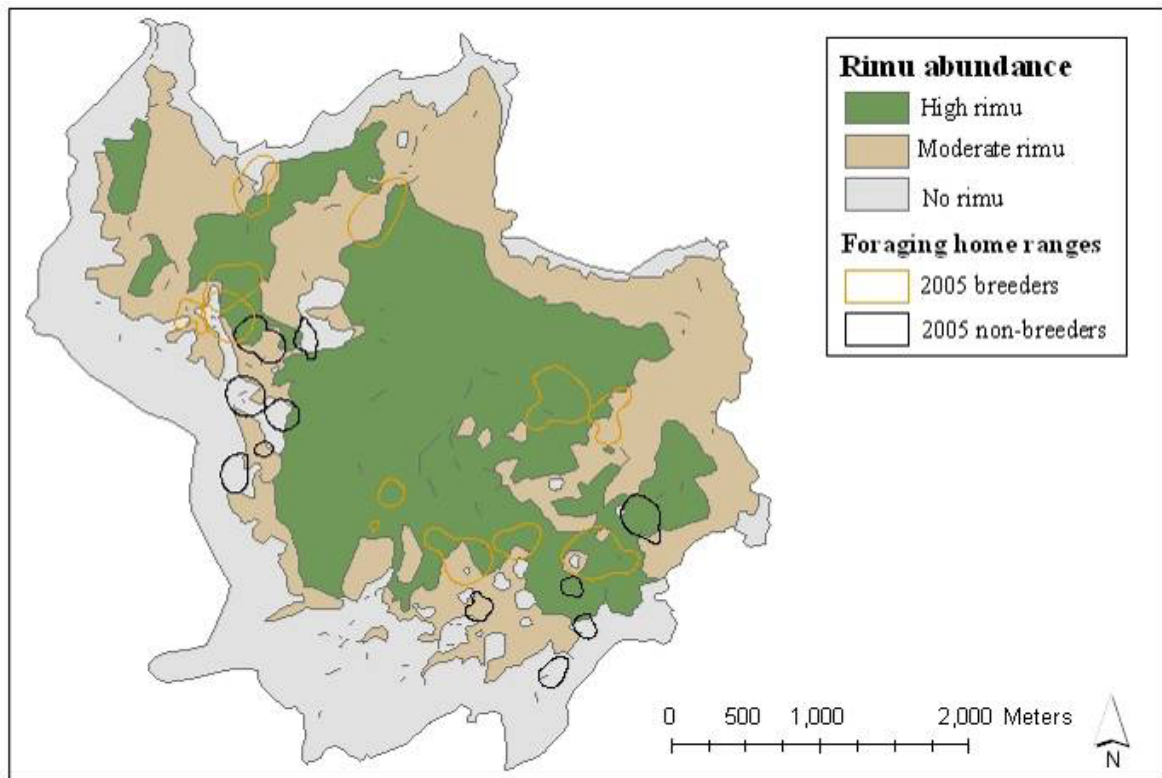 Rimu abundance
High rimu
Moderate rimu
No rimu
Foraging home ranges
2005 breeders
2005 non-breeders
0 500 1,000 2,000 Meters
N